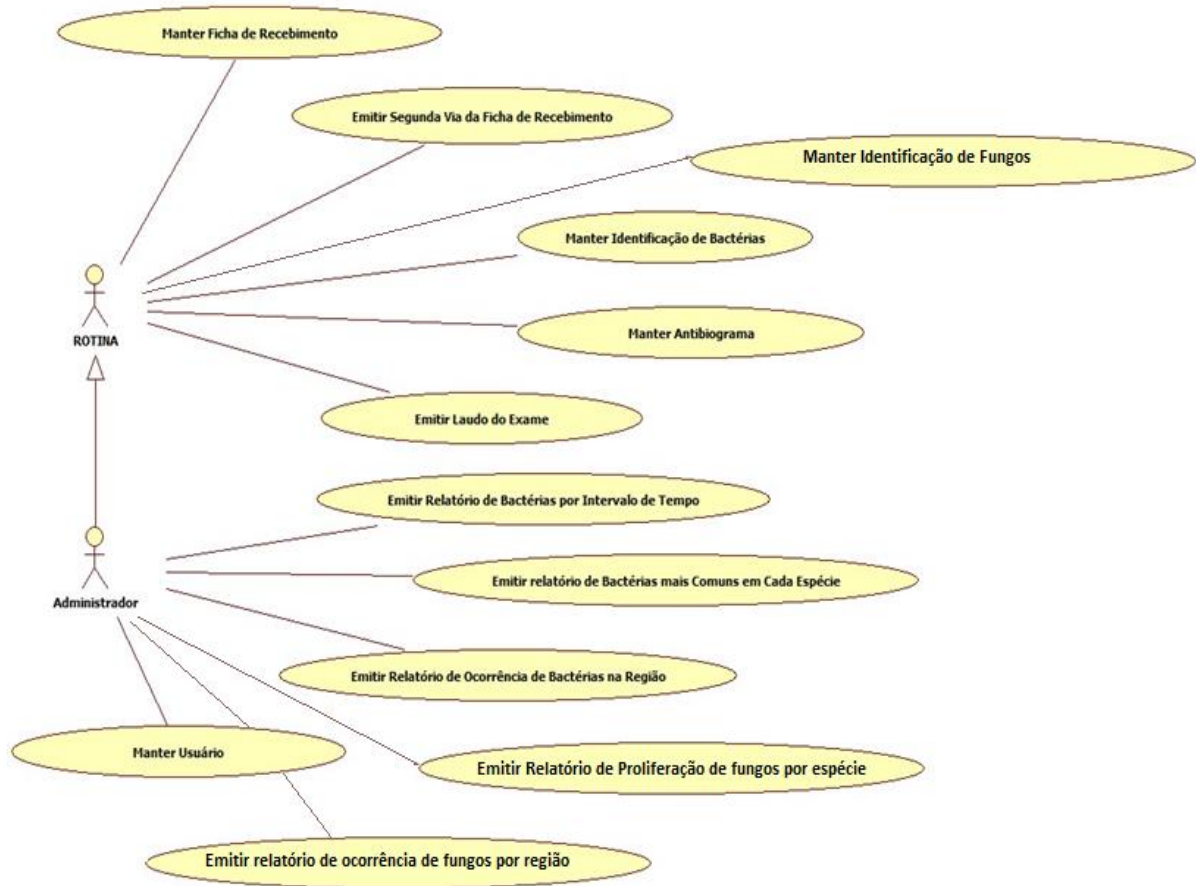 Manter Ficha de Recebimento
Emitir Segunda Via da Ficha de Recebimento
Manter Identificação de Fungos
Manter Identificação de Bactérias
Manter Antibiograma
ROTINA
Emitir Laudo do Exame
Emitir Relatório de Bactérias por Intervalo de Tempo
Emitir relatório de Bactérias mais Comuns em Cada Espécie
Administrador
Emitir Relatório de Ocorrência de Bactérias na Região
Manter Usuário
Emitir Relatório de Proliferação de fungos por espécie
Emitir relatório de ocorrência de fungos por região